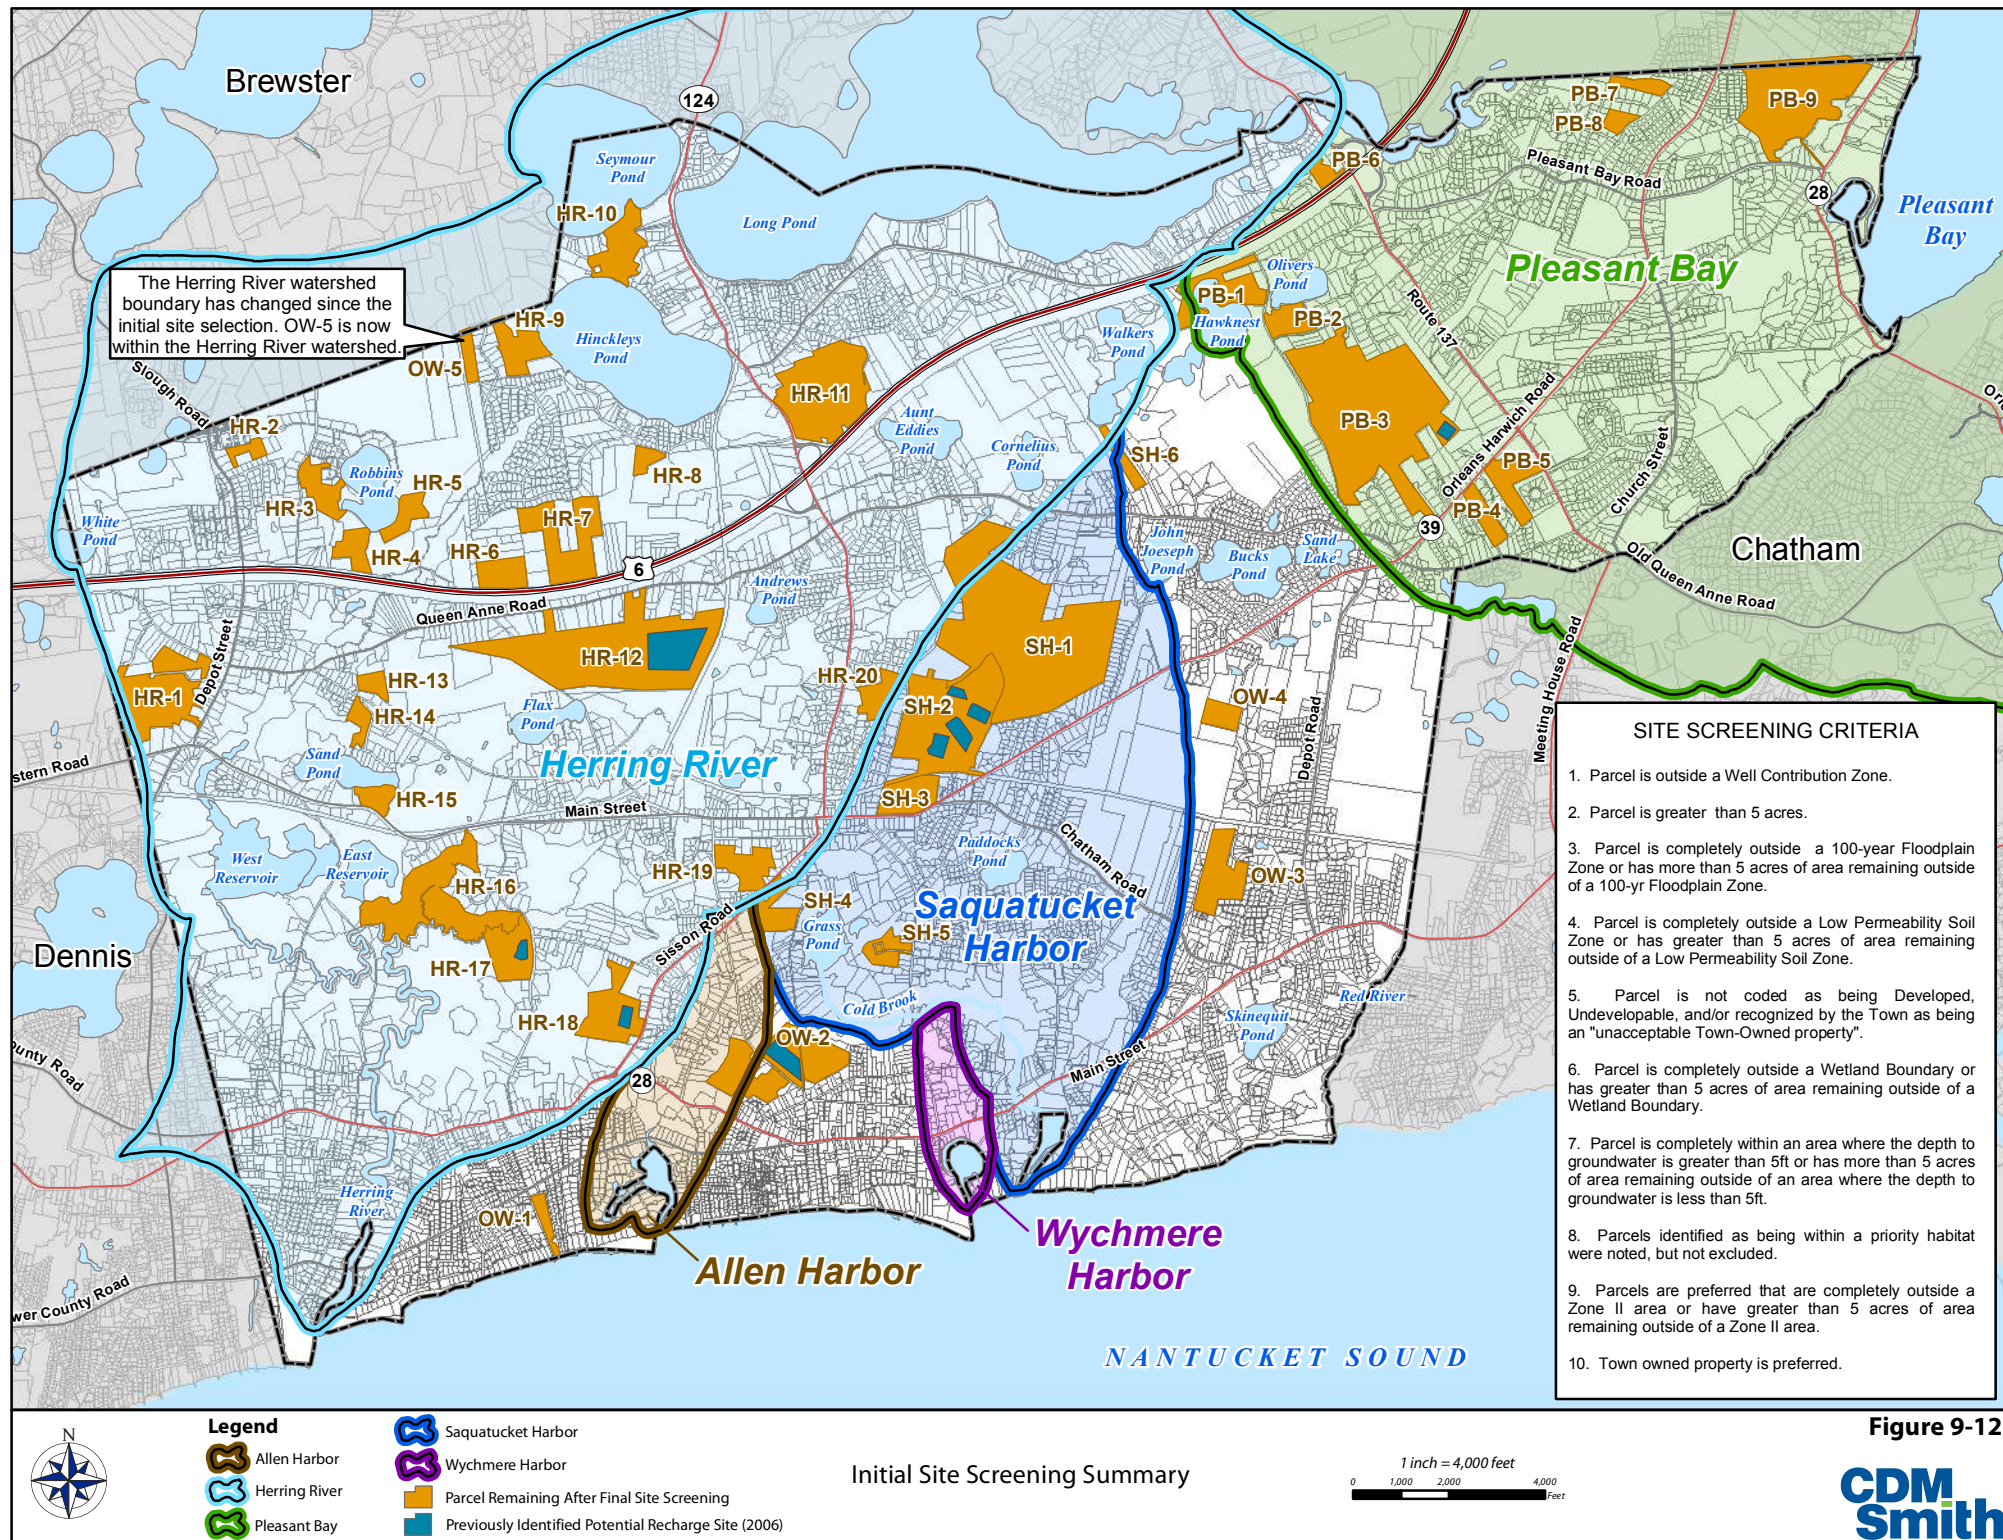 Brewster
124
Seymour
Pond
HR-10
Long Pond
PB-6
PB-7
PB-8
PB-9
Pleasant Bay Road
28
Pleasant
Bay
Pleasant Bay
The Herring River watershed
boundary has changed since the
initial site selection. OW-5 is now
within the Herring River watershed.
HR-9
OW-5
Hinckleys
Pond
Slough Road
HR-2
HR-3
Robbins
Pond
HR-5
HR-4
White
Pond
HR-6
HR-7
HR-8
HR-11
Aunt
Eddies
Pond
Cornelius
Pond
Walkers
Pond
PB-1
Hawknest
Pond
Olivers
Pond
PB-2
Route 137
PB-3
Orleans Harwich Road
PB-5
PB-4
39
Church Street
SH-6
John
Joeseph
Pond
Bucks
Pond
Sand
Lake
Chatham
Old Queen Anne Road
Meeting House Road
6
Queen Anne Road
Andrews
Pond
Depot Street
HR-1
HR-12
HR-13
HR-14
Flax
Pond
Sand
Pond
HR-15
Herring River
Main Street
HR-20
SH-1
SH-2
SH-3
OW-4
Depot Road
stern Road
West
Reservoir
East
Reservoir
HR-16
HR-17
HR-18
HR-19
Sisson Road
SH-4
Grass
Pond
SH-5
Paddocks
Pond
Chatham Road
Saquatucket
Harbor
OW-3
Cold Brook
OW-2
Red River
Skinequit
Pond
Main Street
Dennis
ounty Road
28
Herring
River
OW-1
wer County Road
Allen Harbor
Wychmere
Harbor
NANTUCKET SOUND
SITE SCREENING CRITERIA
1. Parcel is outside a Well Contribution Zone.
2. Parcel is greater than 5 acres.
3. Parcel is completely outside a 100-year Floodplain
Zone or has more than 5 acres of area remaining outside
of a 100-yr Floodplain Zone.
4. Parcel is completely outside a Low Permeability Soil
Zone or has greater than 5 acres of area remaining
outside of a Low Permeability Soil Zone.
5. Parcel is not coded as being Developed,
Undevelopable, and/or recognized by the Town as being
an "unacceptable Town-Owned property".
6. Parcel is completely outside a Wetland Boundary or
has greater than 5 acres of area remaining outside of a
Wetland Boundary.
7. Parcel is completely within an area where the depth to
groundwater is greater than 5ft or has more than 5 acres
of area remaining outside of an area where the depth to
groundwater is less than 5ft.
8. Parcels identified as being within a priority habitat
were noted, but not excluded.
9. Parcels are preferred that are completely outside a
Zone II area or have greater than 5 acres of area
remaining outside of a Zone II area.
10. Town owned property is preferred.
N
Legend
Allen Harbor
Herring River
Pleasant Bay
Saquatucket Harbor
Wychmere Harbor
Parcel Remaining After Final Site Screening
Previously Identified Potential Recharge Site (2006)
Initial Site Screening Summary
1 inch = 4,000 feet
0 1,000 2,000 4,000
Feet
Figure 9-12
CDM
Smith